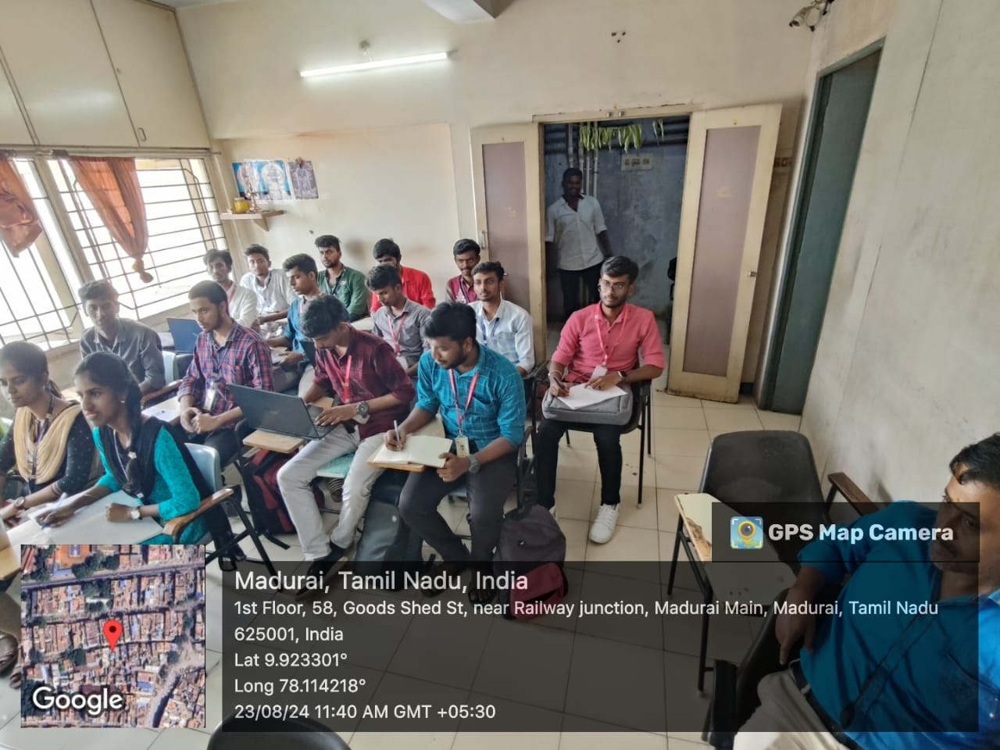 GPS Map Camera
Madurai, Tamil Nadu, India
1st Floor, 58, Goods Shed St, near Railway junction, Madurai Main, Madurai, Tamil Nadu
625001, India
Lat 9.923301°
Long 78.114218°
23/08/24 11:40 AM GMT +05:30
Google